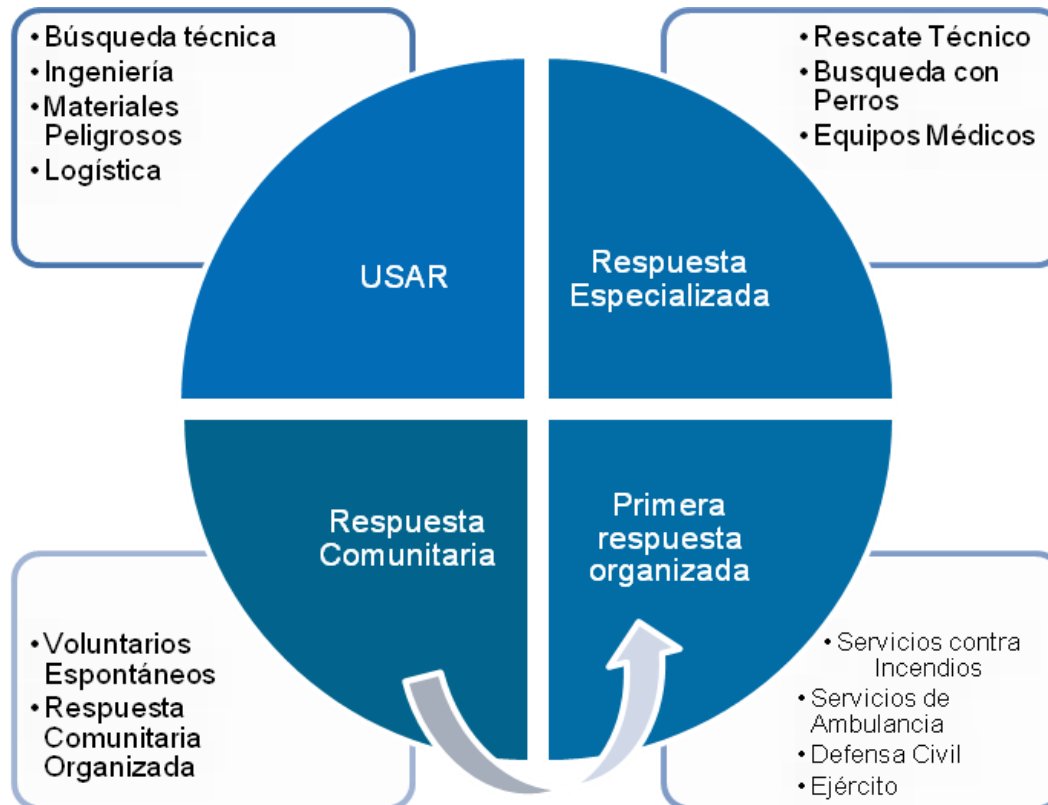 • Búsqueda técnica
• Ingeniería
• Materiales
Peligrosos
• Logística
• Rescate Técnico
• Busqueda con
Perros
• Equipos Médicos
USAR
Respuesta
Especializada
Respuesta
Comunitaria
Primera
respuesta
organizada
• Voluntarios
Espontáneos
• Respuesta
Comunitaria
Organizada
• Servicios contra
Incendios
• Servicios de
Ambulancia
• Defensa Civil
• Ejército